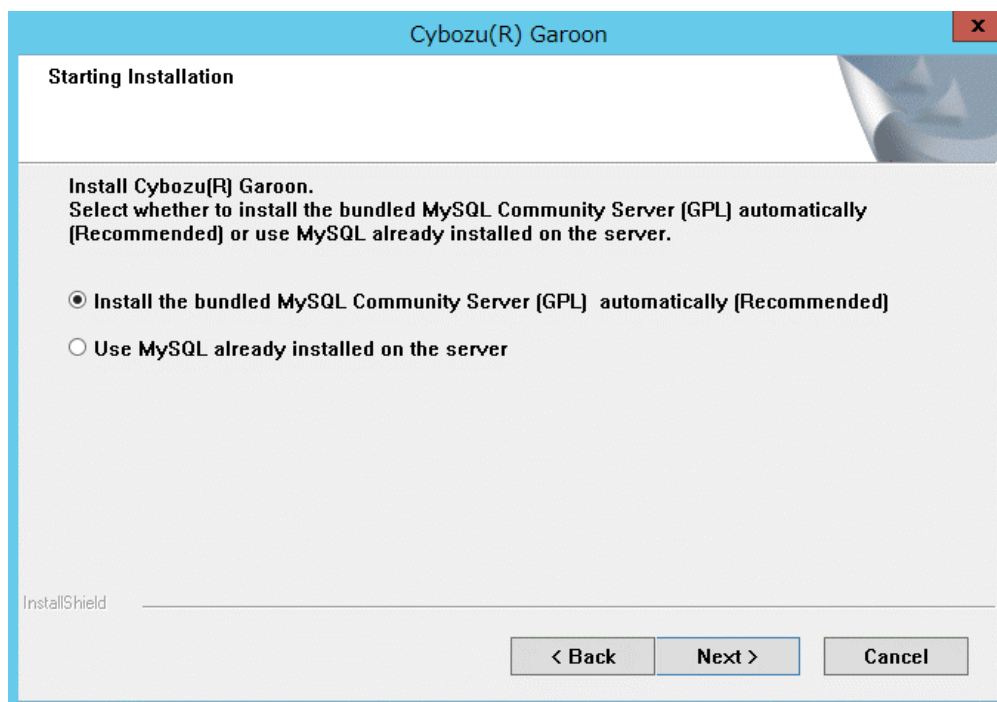 Cybozu(R) Garoon
x
Starting Installation
Install Cybozu(R) Garoon.
Select whether to install the bundled MySQL Community Server (GPL) automatically
(Recommended) or use MySQL already installed on the server.
Install the bundled MySQL Community Server (GPL)  automatically (Recommended)
Use MySQL already installed on the server
InstallShield
< Back
Next >
Cancel